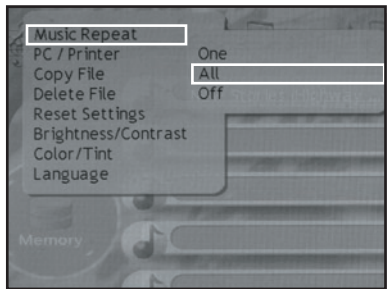 Music Repeat
PC / Printer
Copy File
Delete File
Reset Settings
Brightness/Contrast
Color/Tint
Language
One
All
Off
Memory